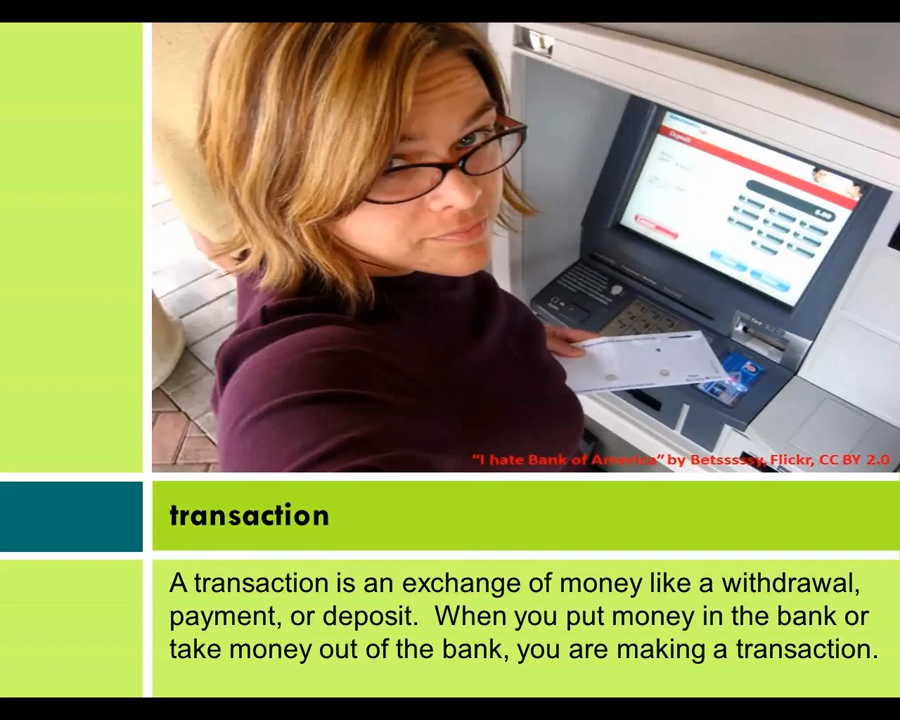 Deposit
"I hate Bank of America" by Betsssssy, Flickr, CC BY 2.0
transaction
A transaction is an exchange of money like a withdrawal,
payment, or deposit.  When you put money in the bank or
take money out of the bank, you are making a transaction.